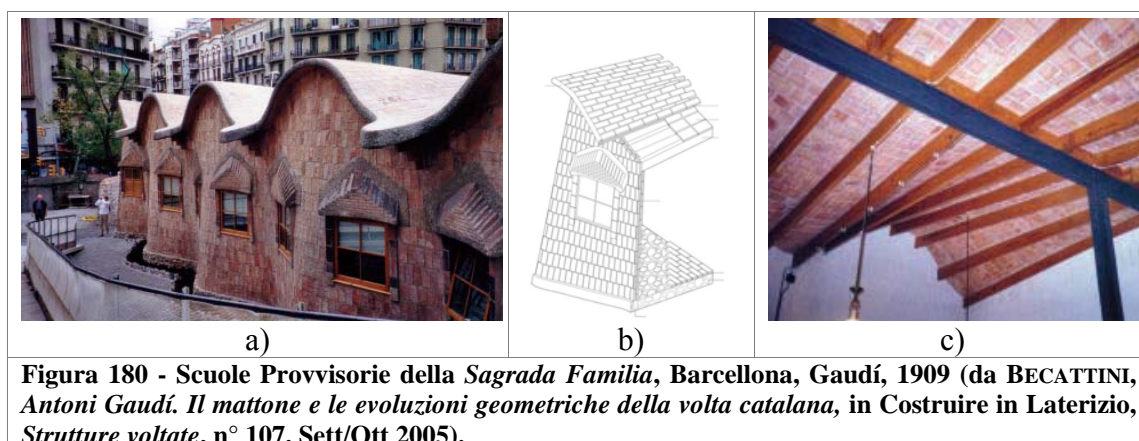 a)
b)
c)
Figura 180 - Scuole Provvisorie della Sagrada Familia, Barcellona, Gaudí, 1909 (da BECATTINI,
Antoni Gaudí. Il mattone e le evoluzioni geometriche della volta catalana, in Costruire in Laterizio,
Strutture voltate, n° 107, Sett/Ott 2005).